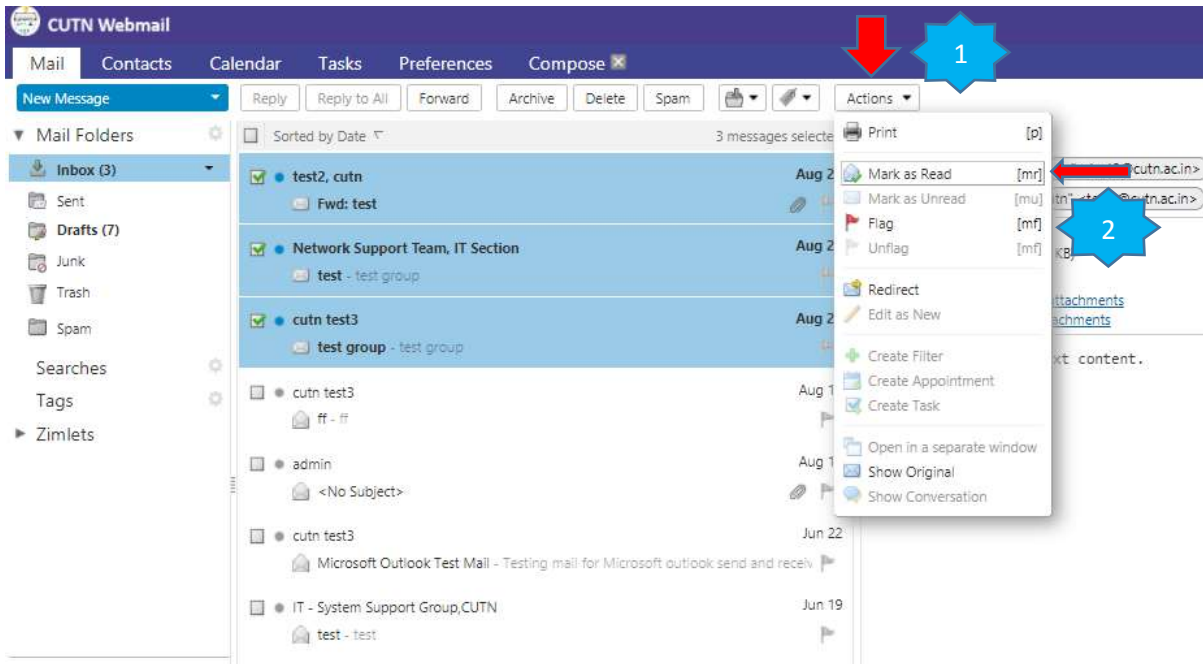 CUTN Webmail
1
Mail Contacts Calendar Tasks Preferences Compose
New Message Reply Reply to All Forward Archive Delete Spam Actions
Mail Folders
Inbox (3)
Sent
Drafts (7)
Junk
Trash
Spam
Searches
Tags
Zimlets
Sorted by Date 3 messages selecte
test2, cutn Aug 2
Fwd: test
Network Support Team, IT Section Aug 2
test - test group
cutn test3 Aug 2
test group - test group
cutn test3 Aug 1
ff - ff
admin Aug 1
<No Subject>
cutn test3 Jun 22
Microsoft Outlook Test Mail - Testing mail for Microsoft outlook send and receiv
IT - System Support Group,CUTN Jun 19
test - test
Print [p]
Mark as Read [mr]
Mark as Unread [mu]
Flag [mf]
Unflag [mf]
Redirect
Edit as New
Create Filter
Create Appointment
Create Task
Open in a separate window
Show Original
Show Conversation
2
cutn.ac.in>
KB)
ttachments
achments
xt content.